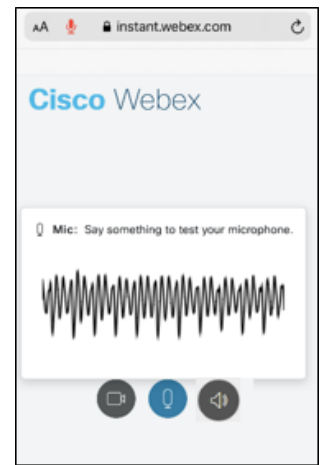 AA instant.webex.com
Cisco Webex
Mic: Say something to test your microphone.